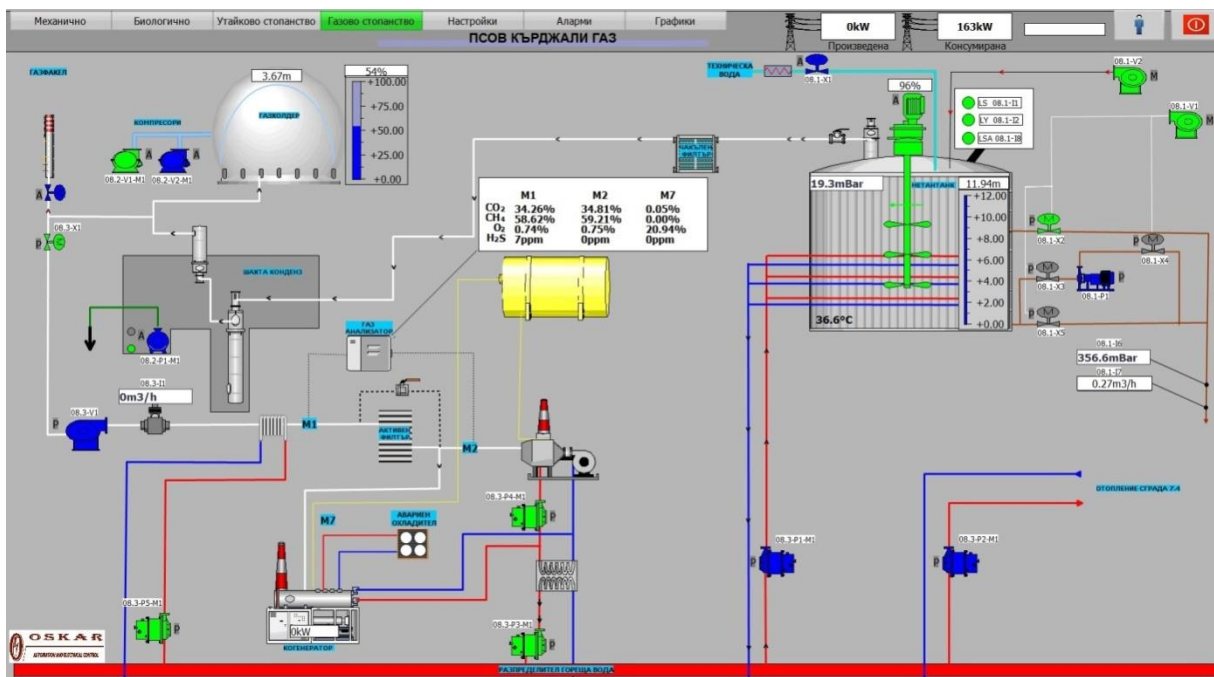 Механично
Биологично
Утайково стопанство
Газово стопанство
Настройки
Аларми
Графики
0kW
Произведена
163kW
Консумирана
ПСОВ КЪРДЖАЛИ ГАЗ
ГАЗФАКЕЛ
3.67m
54%
+100.00
+75.00
+50.00
+25.00
+0.00
ГАЗХОЛДЕР
КОМПРЕСОРИ
A
A
08.2-V1-M1
08.2-V2-M1
A
08.3-X1
P
ТЕХНИЧЕСКА
ВОДА
A
08.1-X1
96%
A
LS 08.1-I1
LY 08.1-I2
LSA 08.1-I8
08.1-V2
M
08.1-V1
M
ЧАКЪЛЕН
ФИЛТЪР
19.3mBar
МЕТАНТАНК
11.94m
+12.00
+10.00
+8.00
+6.00
+4.00
+2.00
+0.00
36.6°C
M1 M2 M7
CO₂ 34.26% 34.81% 0.05%
CH₄ 58.62% 59.21% 0.00%
O₂ 0.74% 0.75% 20.94%
H₂S 7ppm 0ppm 0ppm
P
M
08.1-X2
P
M
08.1-X4
P
M
08.1-X3
P
08.1-P1
P
M
08.1-X5
08.1-I6
356.6mBar
08.1-I7
0.27m3/h
ШАХТА КОНДЕНЗ
A
08.2-P1-M1
ГАЗ
АНАЛИЗАТОР
08.3-I1
0m3/h
P
08.3-V1
M1
АКТИВЕН
ФИЛТЪР
M2
08.3-P4-M1
P
M7
АВАРИЕН
ОХЛАДИТЕЛ
ОТОПЛЕНИЕ СГРАДА 7.4
08.3-P1-M1
P
08.3-P2-M1
P
08.3-P5-M1
P
0kW
КОГЕНЕРАТОР
08.3-P3-M1
P
OSKAR
AUTOMATION AND ELECTRICAL CONTROL
РАЗПРЕДЕЛИТЕЛ ГОРЕЩА ВОДА